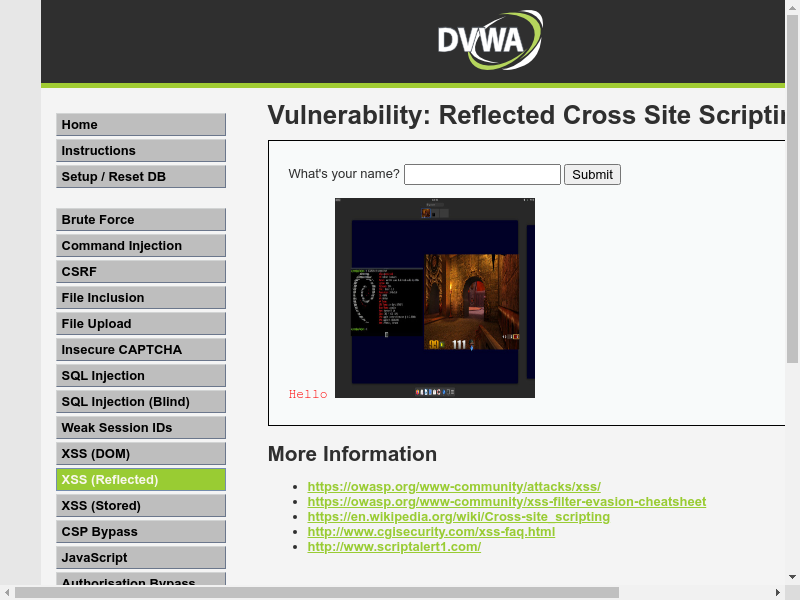 DVWA
Vulnerability: Reflected Cross Site Scriptin
Home
Instructions
Setup / Reset DB
Brute Force
Command Injection
CSRF
File Inclusion
File Upload
Insecure CAPTCHA
SQL Injection
SQL Injection (Blind)
Weak Session IDs
XSS (DOM)
XSS (Reflected)
XSS (Stored)
CSP Bypass
JavaScript
Authorisation Bypass
What's your name? Submit
99 111
Hello
More Information
https://owasp.org/www-community/attacks/xss/
https://owasp.org/www-community/xss-filter-evasion-cheatsheet
https://en.wikipedia.org/wiki/Cross-site_scripting
http://www.cgisecurity.com/xss-faq.html
http://www.scriptalert1.com/